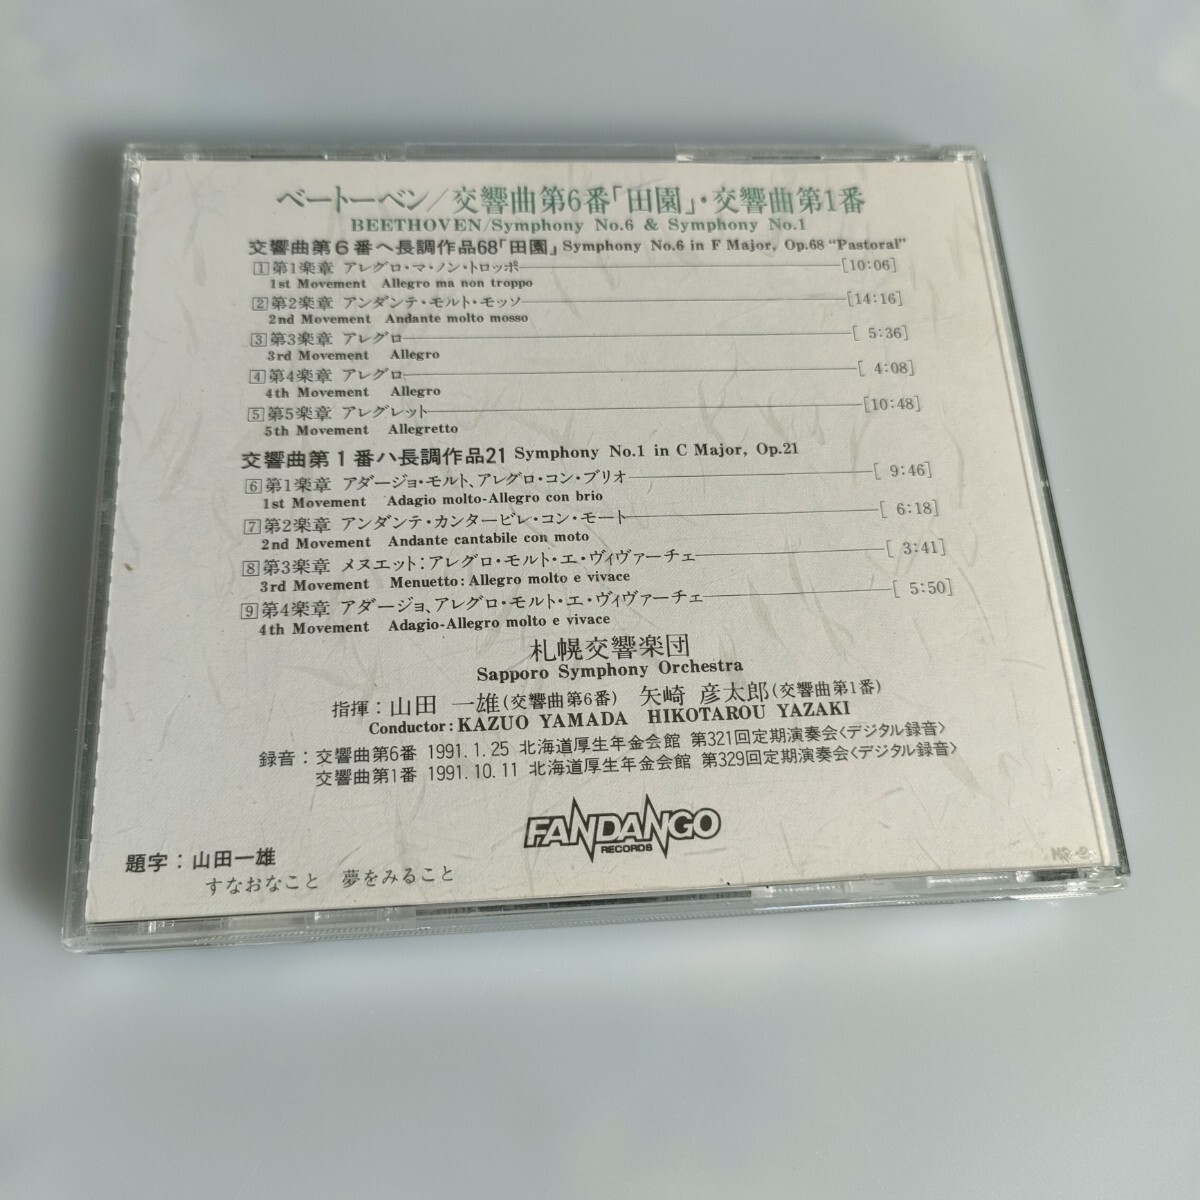 ベートーベン/交響曲第6番「田園」・交響曲第1番
BEETHOVEN/Symphony No.6 & Symphony No.1
交響曲第6番ヘ長調作品68「田園」 Symphony No.6 in F Major, Op.68 "Pastoral"
1 第1楽章 アレグロ・マ・ノン・トロッポ [10:06]
1st Movement Allegro ma non troppo
2 第2楽章 アンダンテ・モルト・モッソ [14:16]
2nd Movement Andante molto mosso
3 第3楽章 アレグロ [ 5:36]
3rd Movement Allegro
4 第4楽章 アレグロ [ 4:08]
4th Movement Allegro
5 第5楽章 アレグレット [10:48]
5th Movement Allegretto
交響曲第1番ハ長調作品21 Symphony No.1 in C Major, Op.21
6 第1楽章 アダージョ・モルト、アレグロ・コン・ブリオ [ 9:46]
1st Movement Adagio molto-Allegro con brio
7 第2楽章 アンダンテ・カンタービレ・コン・モート [ 6:18]
2nd Movement Andante cantabile con moto
8 第3楽章 メヌエット:アレグロ・モルト・エ・ヴィヴァーチェ [ 3:41]
3rd Movement Menuetto: Allegro molto e vivace
9 第4楽章 アダージョ、アレグロ・モルト・エ・ヴィヴァーチェ [ 5:50]
4th Movement Adagio-Allegro molto e vivace
札幌交響楽団
Sapporo Symphony Orchestra
指揮:山田 一雄(交響曲第6番) 矢崎 彦太郎(交響曲第1番)
Conductor: KAZUO YAMADA HIKOTAROU YAZAKI
録音:交響曲第6番 1991.1.25 北海道厚生年金会館 第321回定期演奏会〈デジタル録音〉
交響曲第1番 1991.10.11 北海道厚生年金会館 第329回定期演奏会〈デジタル録音〉
FANDANGO
RECORDS
題字:山田一雄
すなおなこと 夢をみること